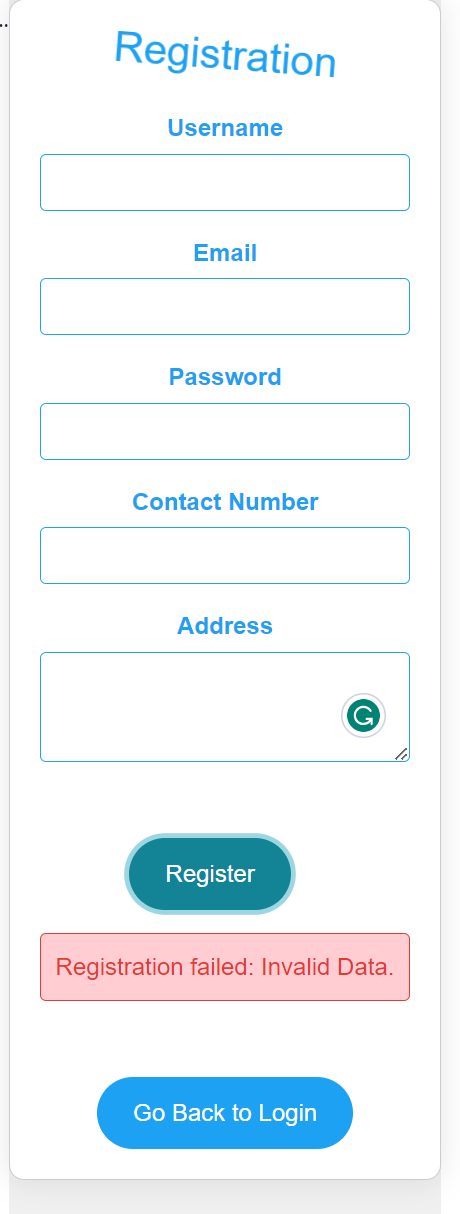 Registration
Username
Email
Password
Contact Number
Address
Register
Registration failed: Invalid Data.
Go Back to Login